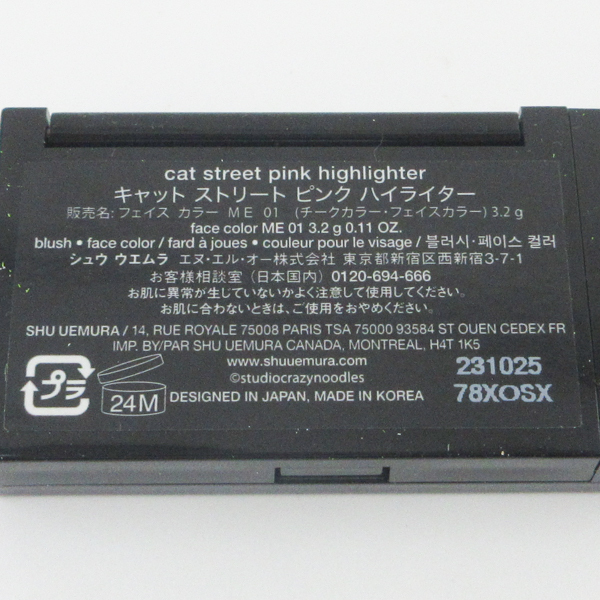 cat street pink highlighter
キャット ストリート ピンク ハイライター
販売名: フェイス カラー ＭＥ 01 (チークカラー・フェイスカラー) 3.2 g
face color ME 01 3.2 g 0.11 OZ.
blush • face color / fard à joues • couleur pour le visage / 블러시·페이스 컬러
シュウ ウエムラ エヌ・エル・オー株式会社 東京都新宿区西新宿3-7-1
お客様相談室 (日本国内) 0120-694-666
お肌に異常が生じていないかよく注意して使用してください。
お肌に合わないときは、ご使用をおやめください。
SHU UEMURA / 14, RUE ROYALE 75008 PARIS TSA 75000 93584 ST OUEN CEDEX FR
IMP. BY/PAR SHU UEMURA CANADA, MONTREAL, H4T 1K5
www.shuuemura.com
©studiocrazynoodles
DESIGNED IN JAPAN, MADE IN KOREA
プラ
24M
231025
78XOSX